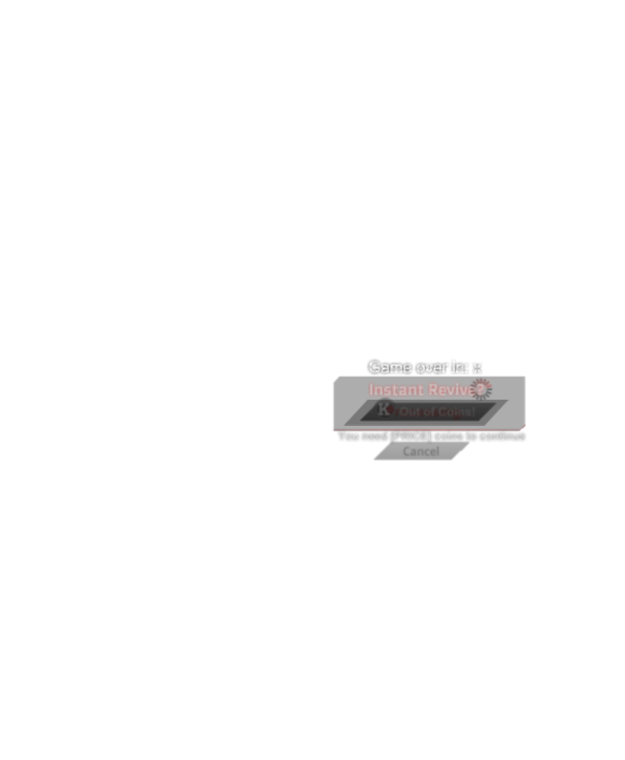 Game over in: x
Instant Revive?
K Out of Coins!
You need [PRICE] coins to continue
Cancel